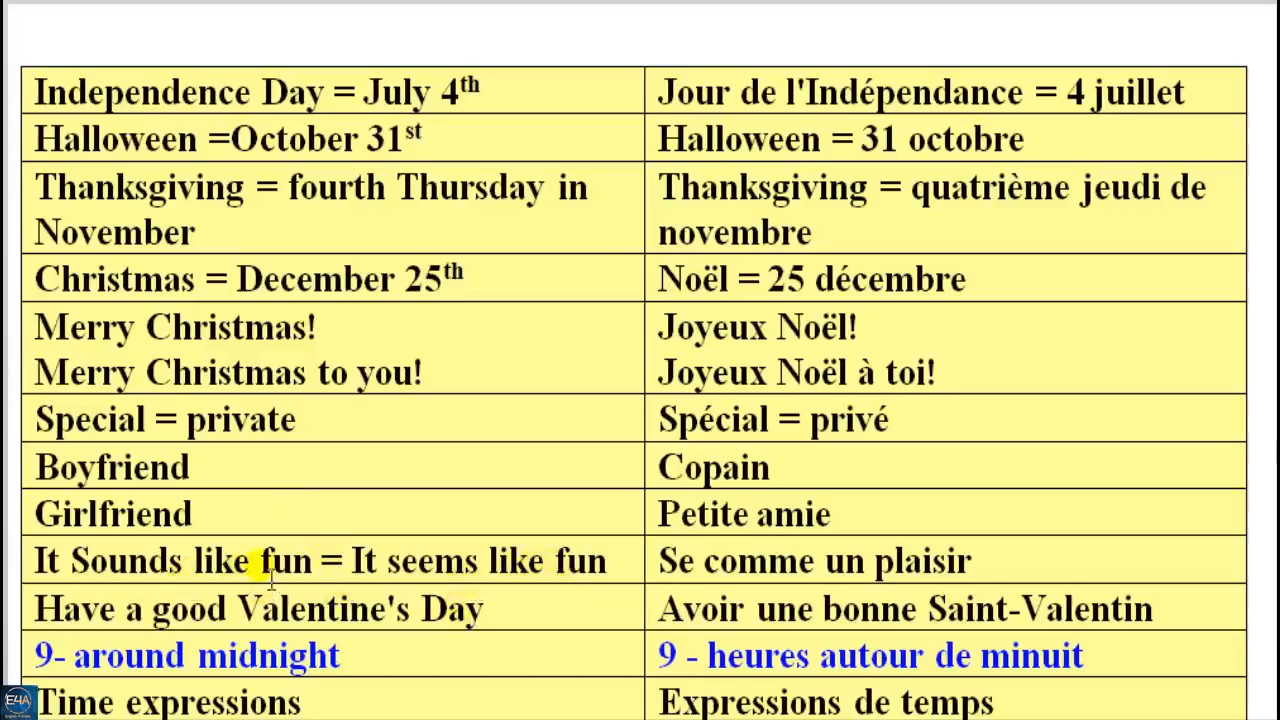 Independence Day = July 4th
Jour de l'Indépendance = 4 juillet
Halloween =October 31st
Halloween = 31 octobre
Thanksgiving = fourth Thursday in
November
Thanksgiving = quatrième jeudi de
novembre
Christmas = December 25th
Noël = 25 décembre
Merry Christmas!
Merry Christmas to you!
Joyeux Noël!
Joyeux Noël à toi!
Special = private
Spécial = privé
Boyfriend
Copain
Girlfriend
Petite amie
It Sounds like fun = It seems like fun
Se comme un plaisir
Have a good Valentine's Day
Avoir une bonne Saint-Valentin
9- around midnight
9 - heures autour de minuit
Time expressions
Expressions de temps
E4A